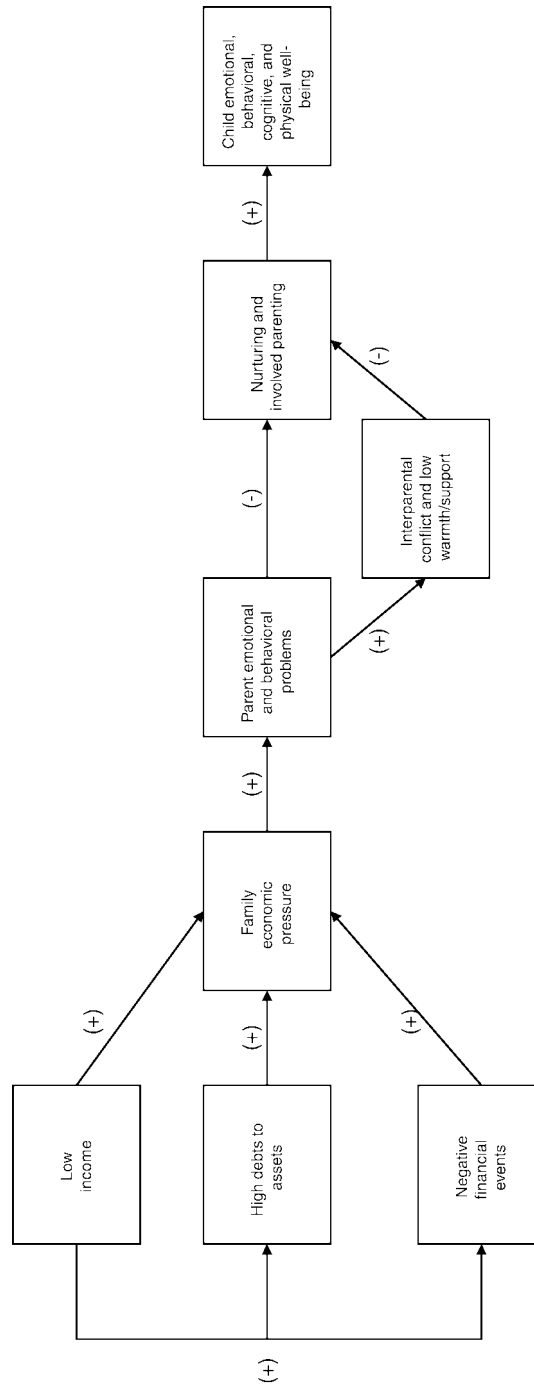 (+)
Low
income
High debts to
assets
Negative
financial
events
(+)
(+)
(+)
Family
economic
pressure
(+)
Parent emotional
and behavioral
problems
(-)
(+)
Interparental
conflict and low
warmth/support
(-)
Nurturing and
involved parenting
(+)
Child emotional,
behavioral,
cognitive, and
physical well-
being